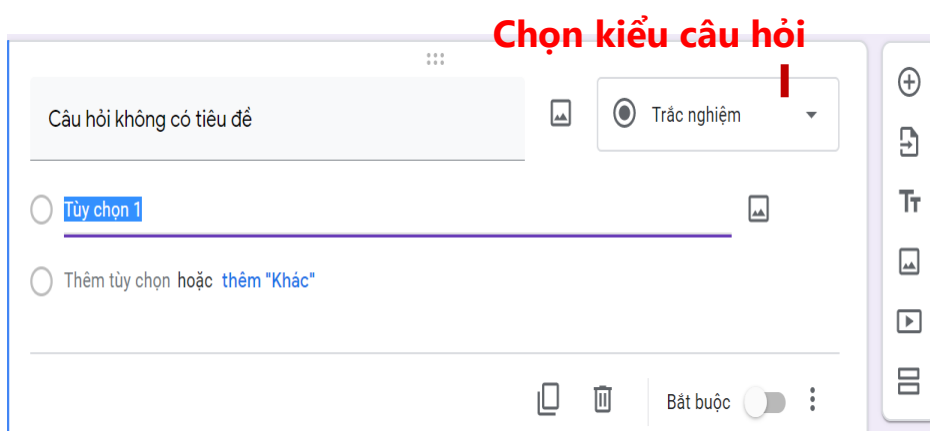 Chọn kiểu câu hỏi
Câu hỏi không có tiêu đề
Trắc nghiệm
Tùy chọn 1
Thêm tùy chọn hoặc thêm "Khác"
Bắt buộc
Tт